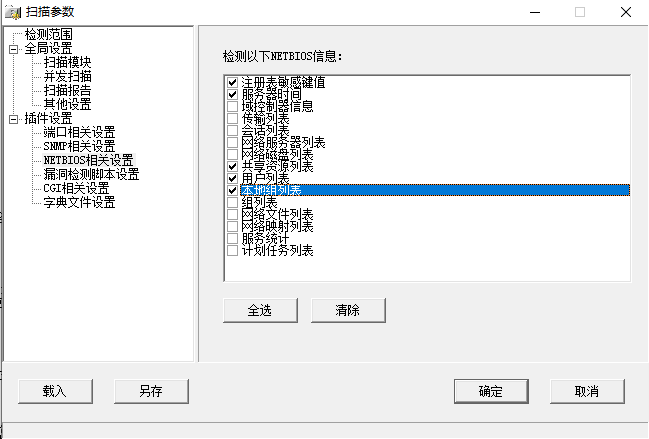 扫描参数
检测范围
全局设置
扫描模块
并发扫描
扫描报告
其他设置
插件设置
端口相关设置
SNMP相关设置
NETBIOS相关设置
漏洞检测脚本设置
CGI相关设置
字典文件设置
检测以下NETBIOS信息:
注册表敏感键值
服务器时间
域控制器信息
传输列表
会话列表
网络服务器列表
网络磁盘列表
共享资源列表
用户列表
本地组列表
组列表
网络文件列表
网络映射列表
服务统计
计划任务列表
全选
清除
载入
另存
确定
取消